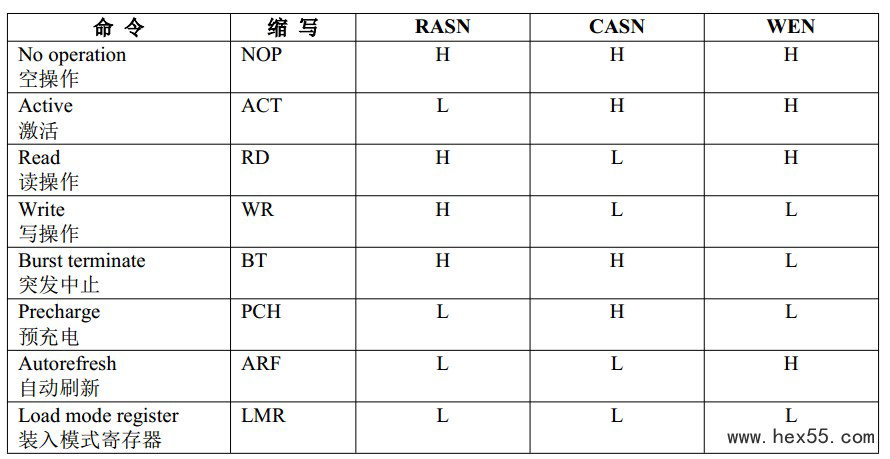 命 令 缩 写 RASN CASN WEN
No operation NOP H H H
空操作
Active ACT L H H
激活
Read RD H L H
读操作
Write WR H L L
写操作
Burst terminate BT H H L
突发中止
Precharge PCH L H L
预充电
Autorefresh ARF L L H
自动刷新
Load mode register LMR L L L
装入模式寄存器
www.hex55.com